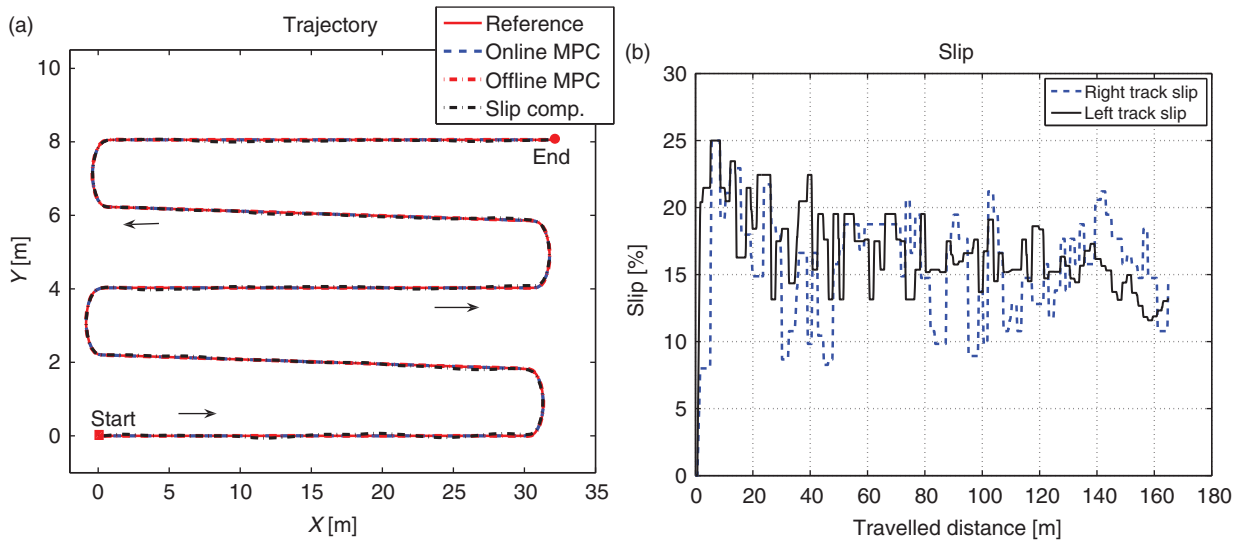 (a)
Trajectory
Reference
Online MPC
Offline MPC
Slip comp.
10
8
6
4
2
0
Y [m]
End
Start
0
5
10
15
20
25
30
35
X [m]
(b)
Slip
Right track slip
Left track slip
30
25
20
15
10
5
0
Slip [%]
0
20
40
60
80
100
120
140
160
180
Travelled distance [m]